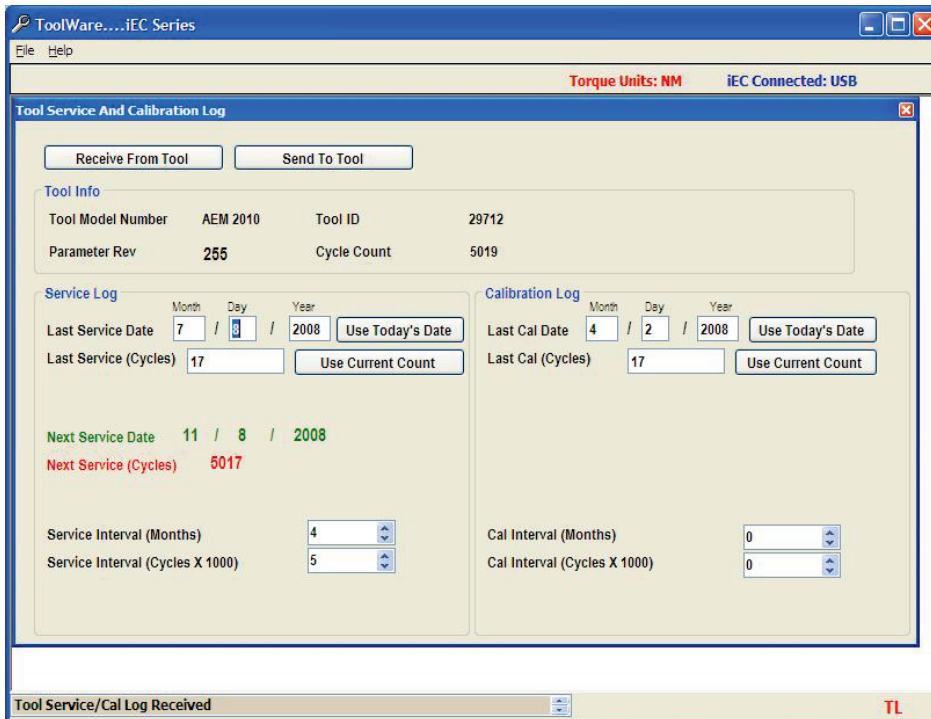 ToolWare....iEC Series
File Help
Torque Units: NM iEC Connected: USB
Tool Service And Calibration Log
Receive From Tool Send To Tool
Tool Info
Tool Model Number AEM 2010 Tool ID 29712
Parameter Rev 255 Cycle Count 5019
Service Log
Month Day Year
Last Service Date 7 / 8 / 2008 Use Today's Date
Last Service (Cycles) 17 Use Current Count
Next Service Date 11 / 8 / 2008
Next Service (Cycles) 5017
Service Interval (Months) 4
Service Interval (Cycles X 1000) 5
Calibration Log
Month Day Year
Last Cal Date 4 / 2 / 2008 Use Today's Date
Last Cal (Cycles) 17 Use Current Count
Cal Interval (Months) 0
Cal Interval (Cycles X 1000) 0
Tool Service/Cal Log Received TL